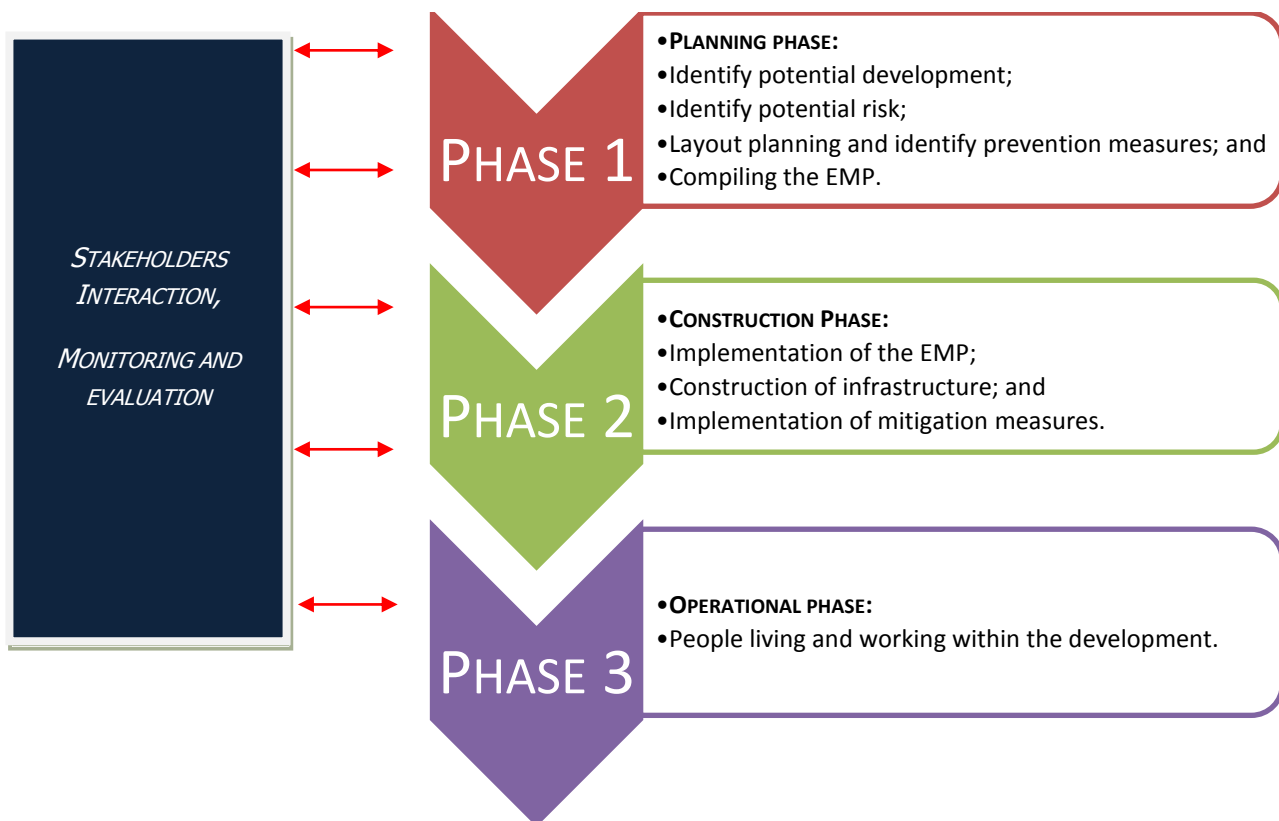 STAKEHOLDERS
INTERACTION,
MONITORING AND
EVALUATION
PHASE 1
•PLANNING PHASE:
•Identify potential development;
•Identify potential risk;
•Layout planning and identify prevention measures; and
•Compiling the EMP.
PHASE 2
•CONSTRUCTION PHASE:
•Implementation of the EMP;
•Construction of infrastructure; and
•Implementation of mitigation measures.
PHASE 3
•OPERATIONAL PHASE:
•People living and working within the development.